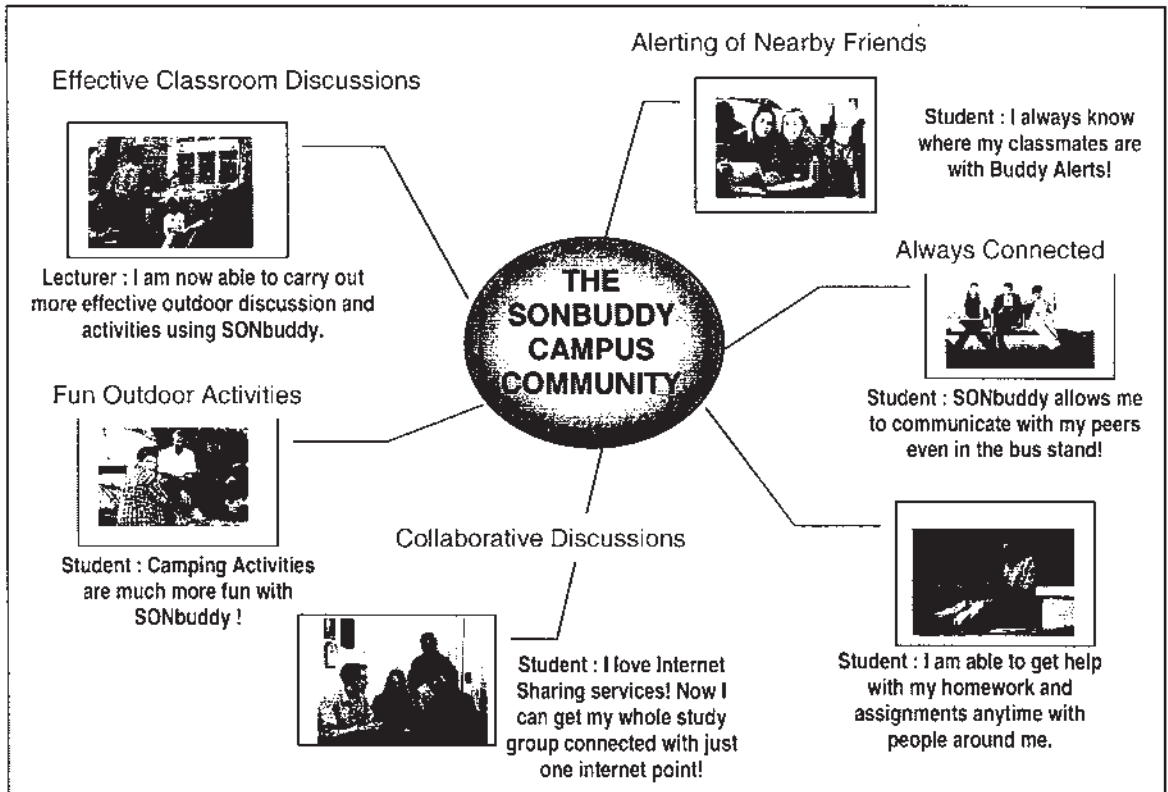 Alerting of Nearby Friends
Effective Classroom Discussions
Student : I always know
where my classmates are
with Buddy Alerts!
Lecturer : I am now able to carry out
more effective outdoor discussion and
activities using SONbuddy.
THE
SONBUDDY
CAMPUS
COMMUNITY
Always Connected
Student : SONbuddy allows me
to communicate with my peers
even in the bus stand!
Fun Outdoor Activities
Student : Camping Activities
are much more fun with
SONbuddy !
Collaborative Discussions
Student : I love Internet
Sharing services! Now I
can get my whole study
group connected with just
one internet point!
Student : I am able to get help
with my homework and
assignments anytime with
people around me.